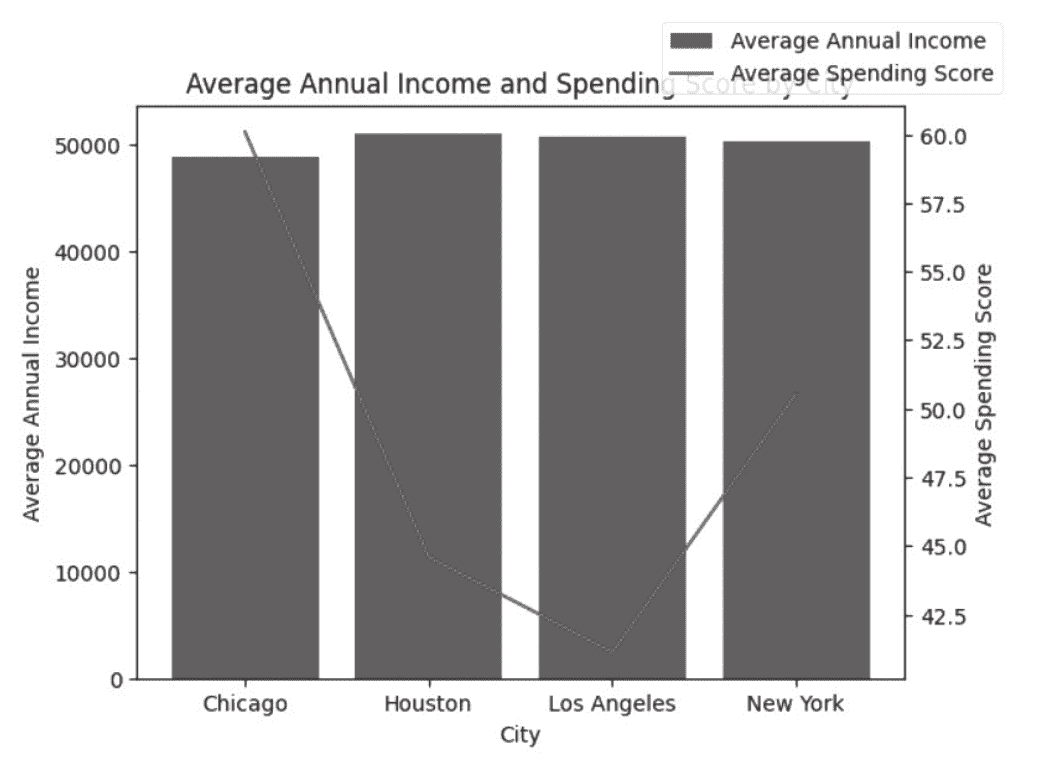 Average Annual Income
Average Spending Score
Average Annual Income and Spending Score by City
50000
40000
30000
20000
10000
0
Average Annual Income
60.0
57.5
55.0
52.5
50.0
47.5
45.0
42.5
Average Spending Score
Chicago Houston Los Angeles New York
City